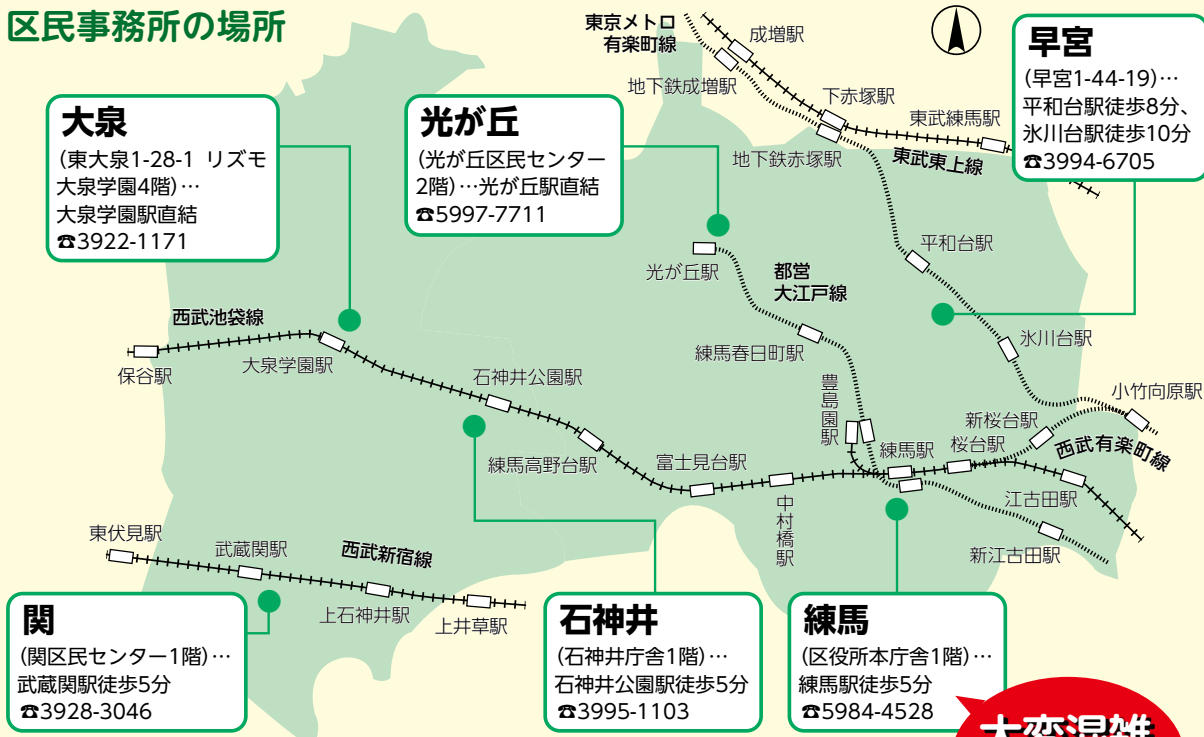 区民事務所の場所
東京メトロ
有楽町線
成増駅
地下鉄成増駅
下赤塚駅
東武練馬駅
地下鉄赤塚駅
東武東上線
早宮
(早宮1-44-19)…
平和台駅徒歩8分、
氷川台駅徒歩10分
☎3994-6705
大泉
(東大泉1-28-1 リズモ
大泉学園4階)…
大泉学園駅直結
☎3922-1171
光が丘
(光が丘区民センター
2階)…光が丘駅直結
☎5997-7711
平和台駅
光が丘駅
都営
大江戸線
西武池袋線
保谷駅
大泉学園駅
石神井公園駅
練馬春日町駅
氷川台駅
豊島園駅
小竹向原駅
新桜台駅
練馬高野台駅
富士見台駅
中村橋駅
練馬駅
桜台駅
西武有楽町線
江古田駅
新江古田駅
東伏見駅
武蔵関駅
西武新宿線
上石神井駅
上井草駅
関
(関区民センター1階)…
武蔵関駅徒歩5分
☎3928-3046
石神井
(石神井庁舎1階)…
石神井公園駅徒歩5分
☎3995-1103
練馬
(区役所本庁舎1階)…
練馬駅徒歩5分
☎5984-4528
大変混雑